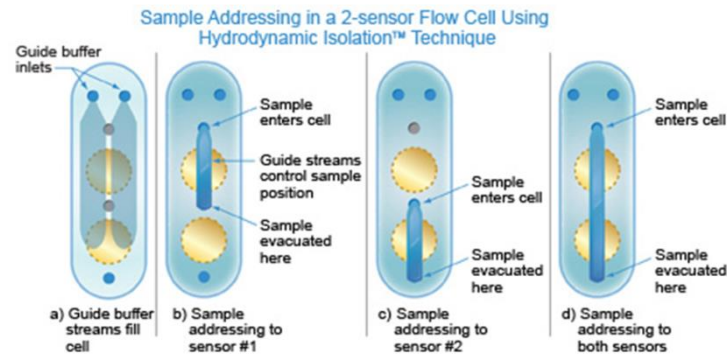 Sample Addressing in a 2-sensor Flow Cell Using
Hydrodynamic Isolation™ Technique
Guide buffer
inlets
a) Guide buffer
streams fill
cell
Sample
enters cell
Guide streams
control sample
position
Sample
evacuated
here
b) Sample
addressing to
sensor #1
Sample
enters cell
Sample
evacuated
here
c) Sample
addressing to
sensor #2
Sample
enters cell
Sample
evacuated
here
d) Sample
addressing to
both sensors